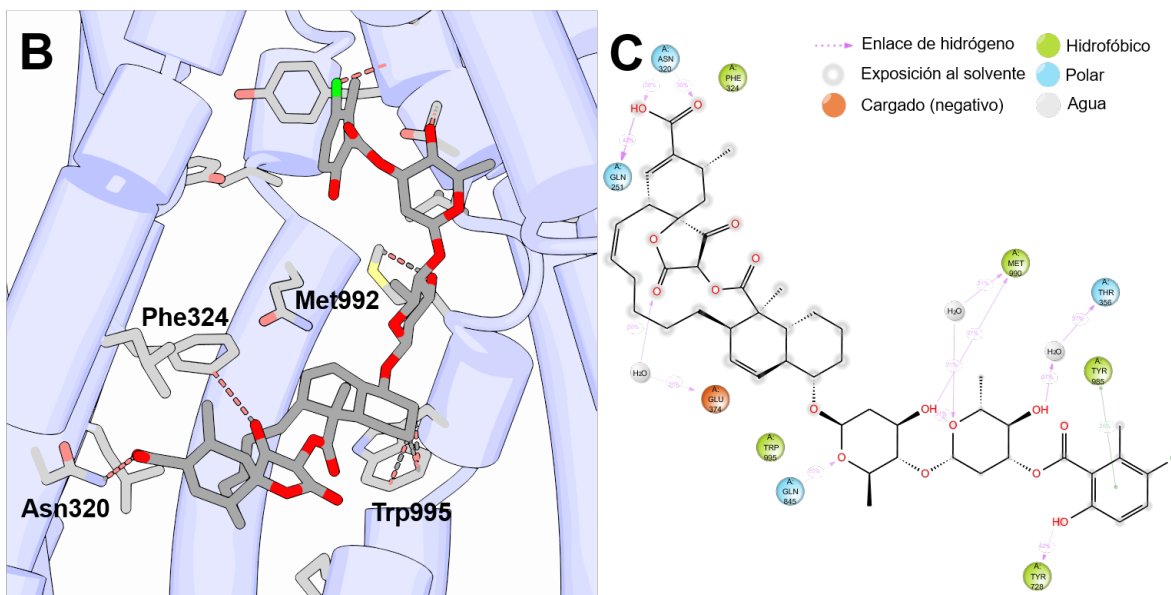 B
Met992
Phe324
Asn320
Trp995
C
Enlace de hidrógeno
Exposición al solvente
Cargado (negativo)
Hidrofóbico
Polar
Agua
A:
ASN
320
A:
PHE
324
HO
O
A:
GLN
251
O
O
O
O
O
H₂O
A:
GLU
374
A:
TRP
995
A:
GLN
845
O
O
OH
O
O
H₂O
A:
MET
990
A:
THR
356
H₂O
OH
A:
TYR
985
O
O
HO
A:
TYR
728